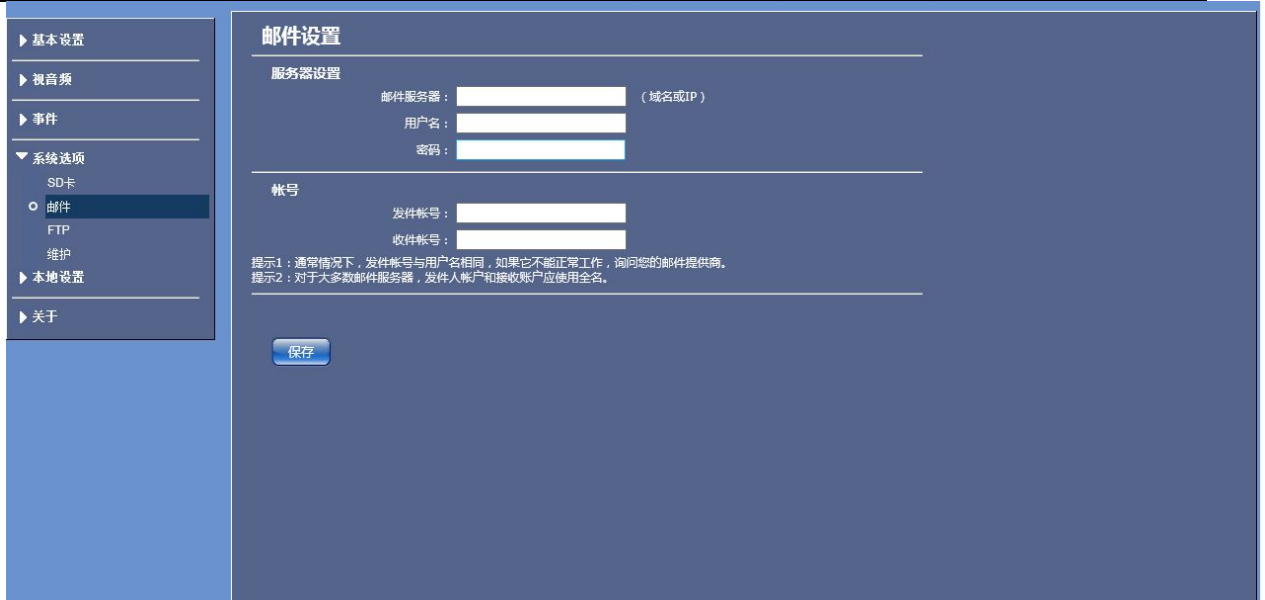 基本设置
视音频
事件
系统选项
SD卡
邮件
FTP
维护
本地设置
关于
邮件设置
服务器设置
邮件服务器： （域名或IP）
用户名：
密码：
帐号
发件帐号：
收件帐号：
提示1：通常情况下，发件帐号与用户名相同，如果它不能正常工作，询问您的邮件提供商。
提示2：对于大多数邮件服务器，发件人帐户和接收账户应使用全名。
保存